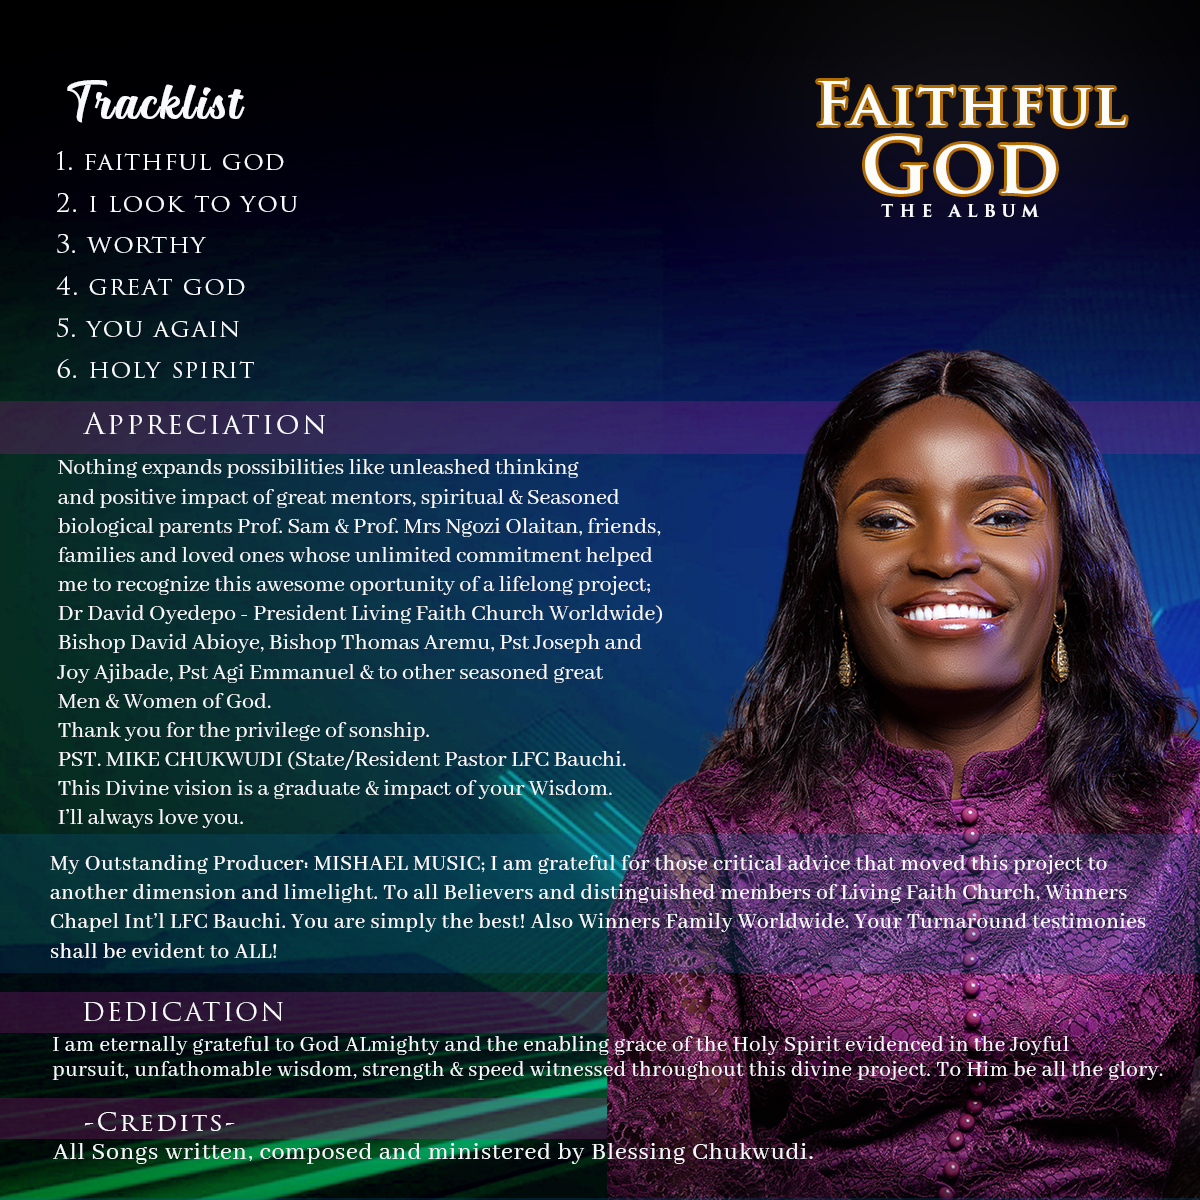 Tracklist
1. FAITHFUL GOD
2. I LOOK TO YOU
3. WORTHY
4. GREAT GOD
5. YOU AGAIN
6. HOLY SPIRIT
FAITHFUL
GOD
THE ALBUM
APPRECIATION
Nothing expands possibilities like unleashed thinking
and positive impact of great mentors, spiritual & Seasoned
biological parents Prof. Sam & Prof. Mrs Ngozi Olaitan, friends,
families and loved ones whose unlimited commitment helped
me to recognize this awesome oportunity of a lifelong project;
Dr David Oyedepo - President Living Faith Church Worldwide)
Bishop David Abioye, Bishop Thomas Aremu, Pst Joseph and
Joy Ajibade, Pst Agi Emmanuel & to other seasoned great
Men & Women of God.
Thank you for the privilege of sonship.
PST. MIKE CHUKWUDI (State/Resident Pastor LFC Bauchi.
This Divine vision is a graduate & impact of your Wisdom.
I'll always love you.
My Outstanding Producer: MISHAEL MUSIC; I am grateful for those critical advice that moved this project to
another dimension and limelight. To all Believers and distinguished members of Living Faith Church, Winners
Chapel Int'l LFC Bauchi. You are simply the best! Also Winners Family Worldwide. Your Turnaround testimonies
shall be evident to ALL!
DEDICATION
I am eternally grateful to God ALmighty and the enabling grace of the Holy Spirit evidenced in the Joyful
pursuit, unfathomable wisdom, strength & speed witnessed throughout this divine project. To Him be all the glory.
-CREDITS-
All Songs written, composed and ministered by Blessing Chukwudi.